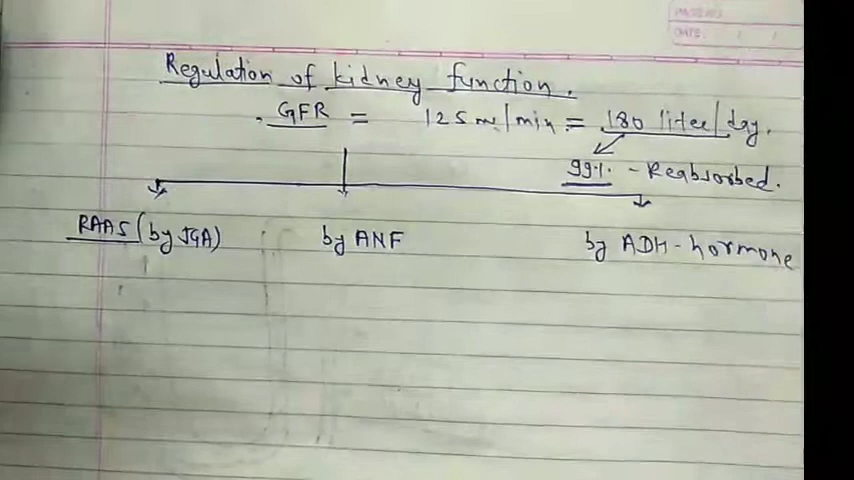 DATE: / /
Regulation of kidney function.
. GFR = 125 ml/min = 180 liter/day.
99% - Reabsorbed.
RAAS (by JGA) by ANF by ADH - hormone